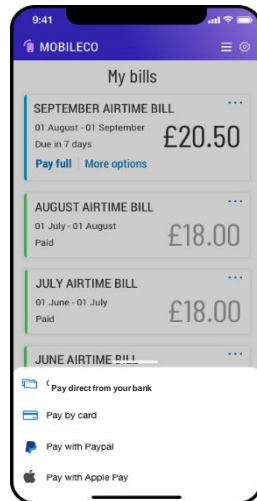 9:41
MOBILECO
My bills
SEPTEMBER AIRTIME BILL
01 August - 01 September
Due in 7 days
£20.50
Pay full
More options
AUGUST AIRTIME BILL
01 July - 01 August
Paid
£18.00
JULY AIRTIME BILL
01 June - 01 July
Paid
£18.00
JUNE AIRTIME BILL
Pay direct from your bank
Pay by card
Pay with Paypal
Pay with Apple Pay